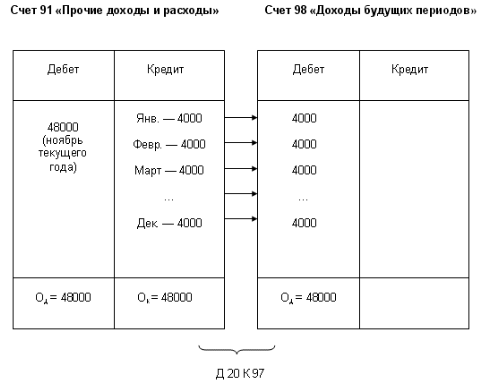 Счет 91 «Прочие доходы и расходы»
Счет 98 «Доходы будущих периодов»
Дебет
Кредит
Дебет
Кредит
48000
(ноябрь
текущего
года)
Янв. — 4000
Февр. — 4000
Март — 4000
...
Дек. — 4000
4000
4000
4000
...
4000
Од = 48000
Ок = 48000
Од = 48000
Д 20 К 97